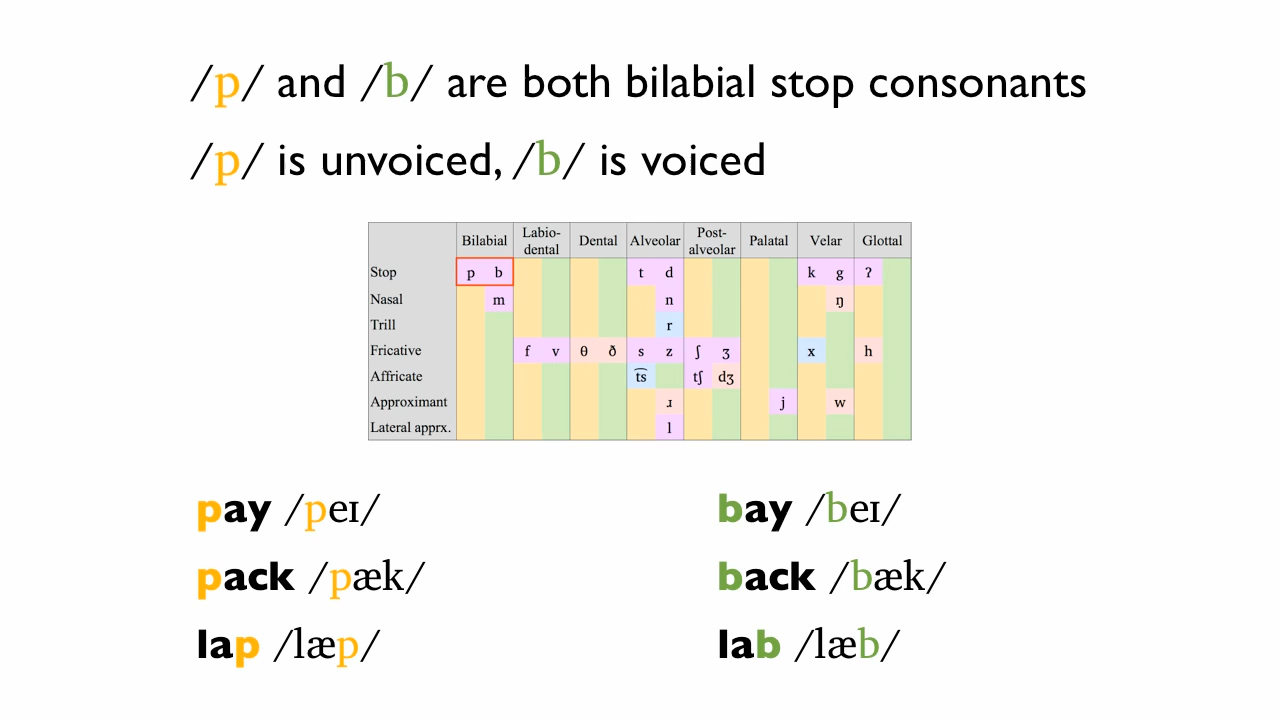 /p/ and /b/ are both bilabial stop consonants
/p/ is unvoiced, /b/ is voiced
Bilabial Labio-dental Dental Alveolar Post-alveolar Palatal Velar Glottal
Stop p b t d k g ʔ
Nasal m n ŋ
Trill r
Fricative f v θ ð s z ʃ ʒ x h
Affricate t͡s tʃ dʒ
Approximant ɹ j w
Lateral apprx. l
pay /peɪ/ bay /beɪ/
pack /pæk/ back /bæk/
lap /læp/ lab /læb/